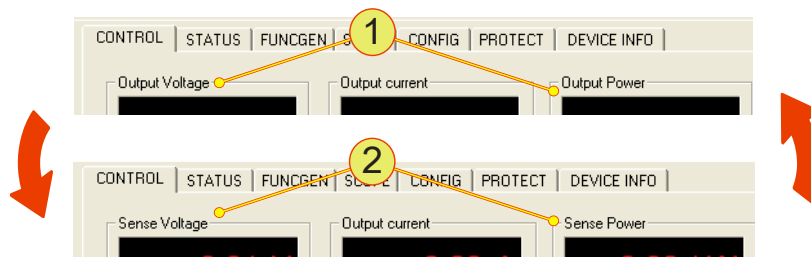 1
CONTROL STATUS FUNCGEN CONFIG PROTECT DEVICE INFO
Output Voltage Output current Output Power
2
CONTROL STATUS FUNCGEN SCOPE CONFIG PROTECT DEVICE INFO
Sense Voltage Output current Sense Power